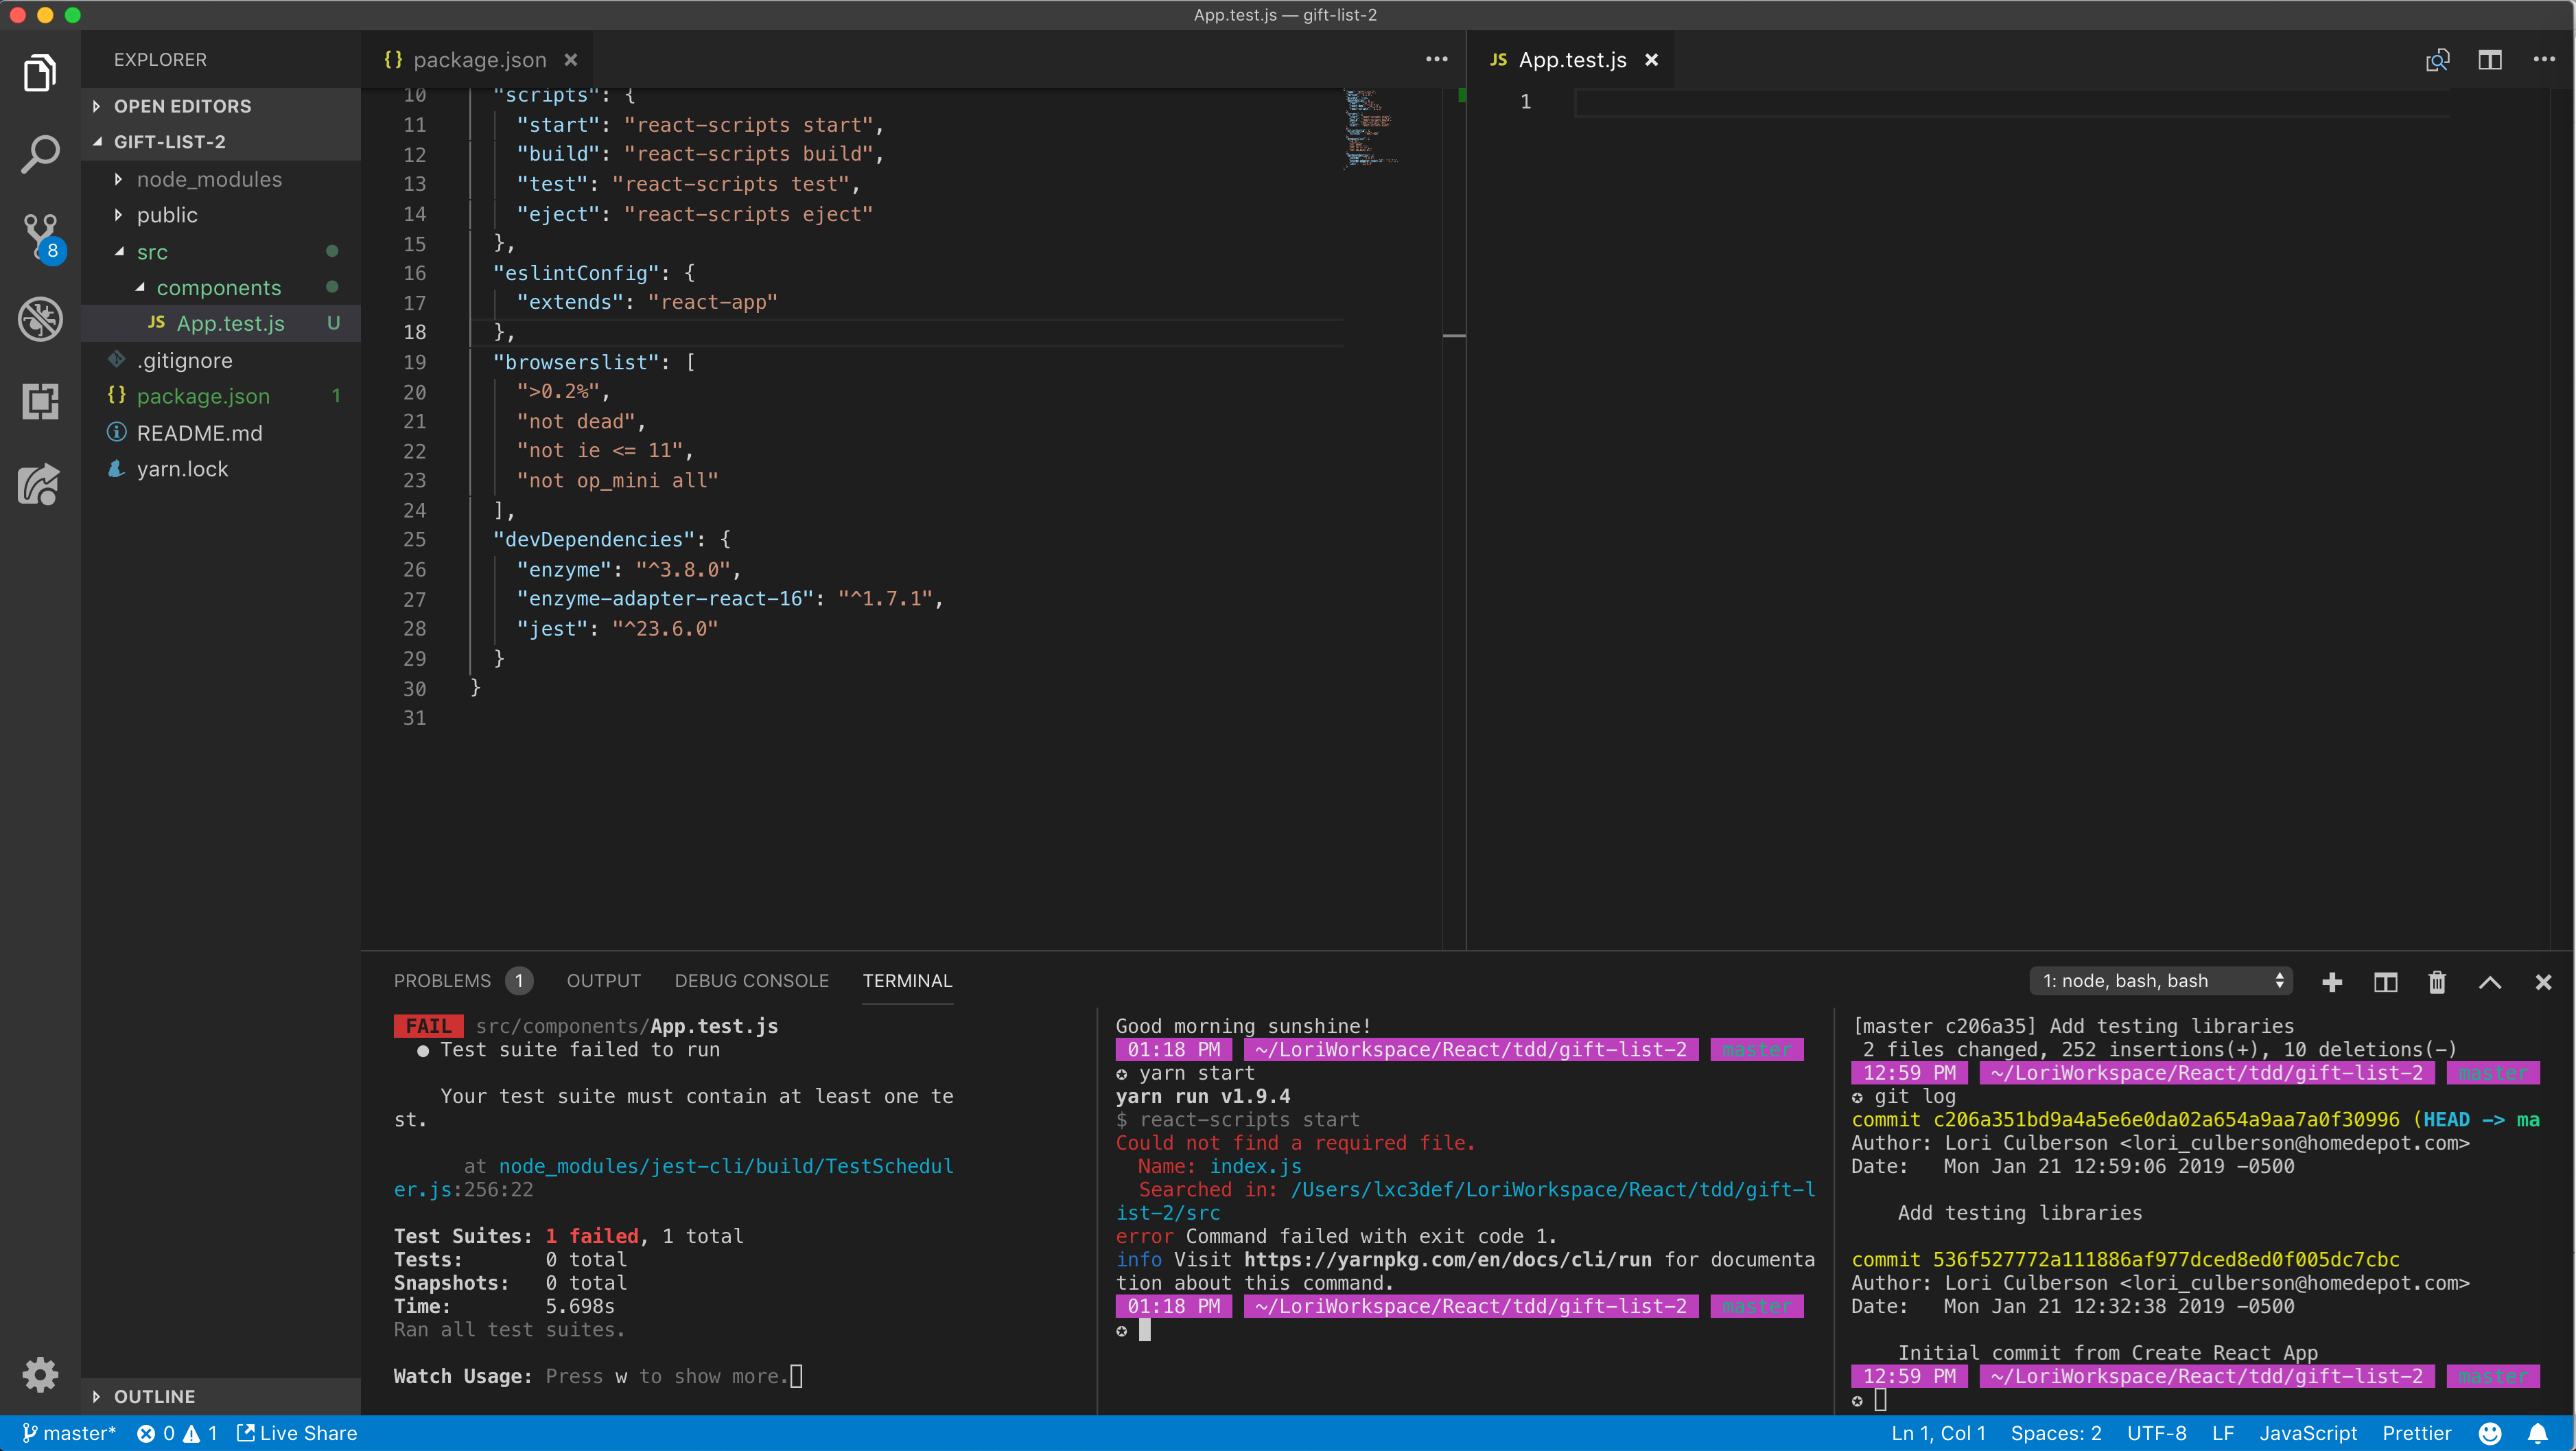 App.test.js — gift-list-2
EXPLORER
OPEN EDITORS
GIFT-LIST-2
node_modules
public
src
components
JS App.test.js U
.gitignore
{} package.json 1
README.md
yarn.lock
OUTLINE
8
{} package.json ×
10 "scripts": {
11 "start": "react-scripts start",
12 "build": "react-scripts build",
13 "test": "react-scripts test",
14 "eject": "react-scripts eject"
15 },
16 "eslintConfig": {
17 "extends": "react-app"
18 },
19 "browserslist": [
20 ">0.2%",
21 "not dead",
22 "not ie <= 11",
23 "not op_mini all"
24 ],
25 "devDependencies": {
26 "enzyme": "^3.8.0",
27 "enzyme-adapter-react-16": "^1.7.1",
28 "jest": "^23.6.0"
29 }
30 }
31
JS App.test.js ×
1
PROBLEMS 1 OUTPUT DEBUG CONSOLE TERMINAL
1: node, bash, bash
FAIL src/components/App.test.js
● Test suite failed to run
Your test suite must contain at least one te
st.
at node_modules/jest-cli/build/TestSchedul
er.js:256:22
Test Suites: 1 failed, 1 total
Tests: 0 total
Snapshots: 0 total
Time: 5.698s
Ran all test suites.
Watch Usage: Press w to show more.
Good morning sunshine!
01:18 PM ~/LoriWorkspace/React/tdd/gift-list-2 master
✪ yarn start
yarn run v1.9.4
$ react-scripts start
Could not find a required file.
Name: index.js
Searched in: /Users/lxc3def/LoriWorkspace/React/tdd/gift-l
ist-2/src
error Command failed with exit code 1.
info Visit https://yarnpkg.com/en/docs/cli/run for documenta
tion about this command.
01:18 PM ~/LoriWorkspace/React/tdd/gift-list-2 master
✪
[master c206a35] Add testing libraries
2 files changed, 252 insertions(+), 10 deletions(-)
12:59 PM ~/LoriWorkspace/React/tdd/gift-list-2 master
✪ git log
commit c206a351bd9a4a5e6e0da02a654a9aa7a0f30996 (HEAD -> ma
Author: Lori Culberson <lori_culberson@homedepot.com>
Date: Mon Jan 21 12:59:06 2019 -0500
Add testing libraries
commit 536f527772a111886af977dced8ed0f005dc7cbc
Author: Lori Culberson <lori_culberson@homedepot.com>
Date: Mon Jan 21 12:32:38 2019 -0500
Initial commit from Create React App
12:59 PM ~/LoriWorkspace/React/tdd/gift-list-2 master
✪
master* 0 1 Live Share
Ln 1, Col 1 Spaces: 2 UTF-8 LF JavaScript Prettier